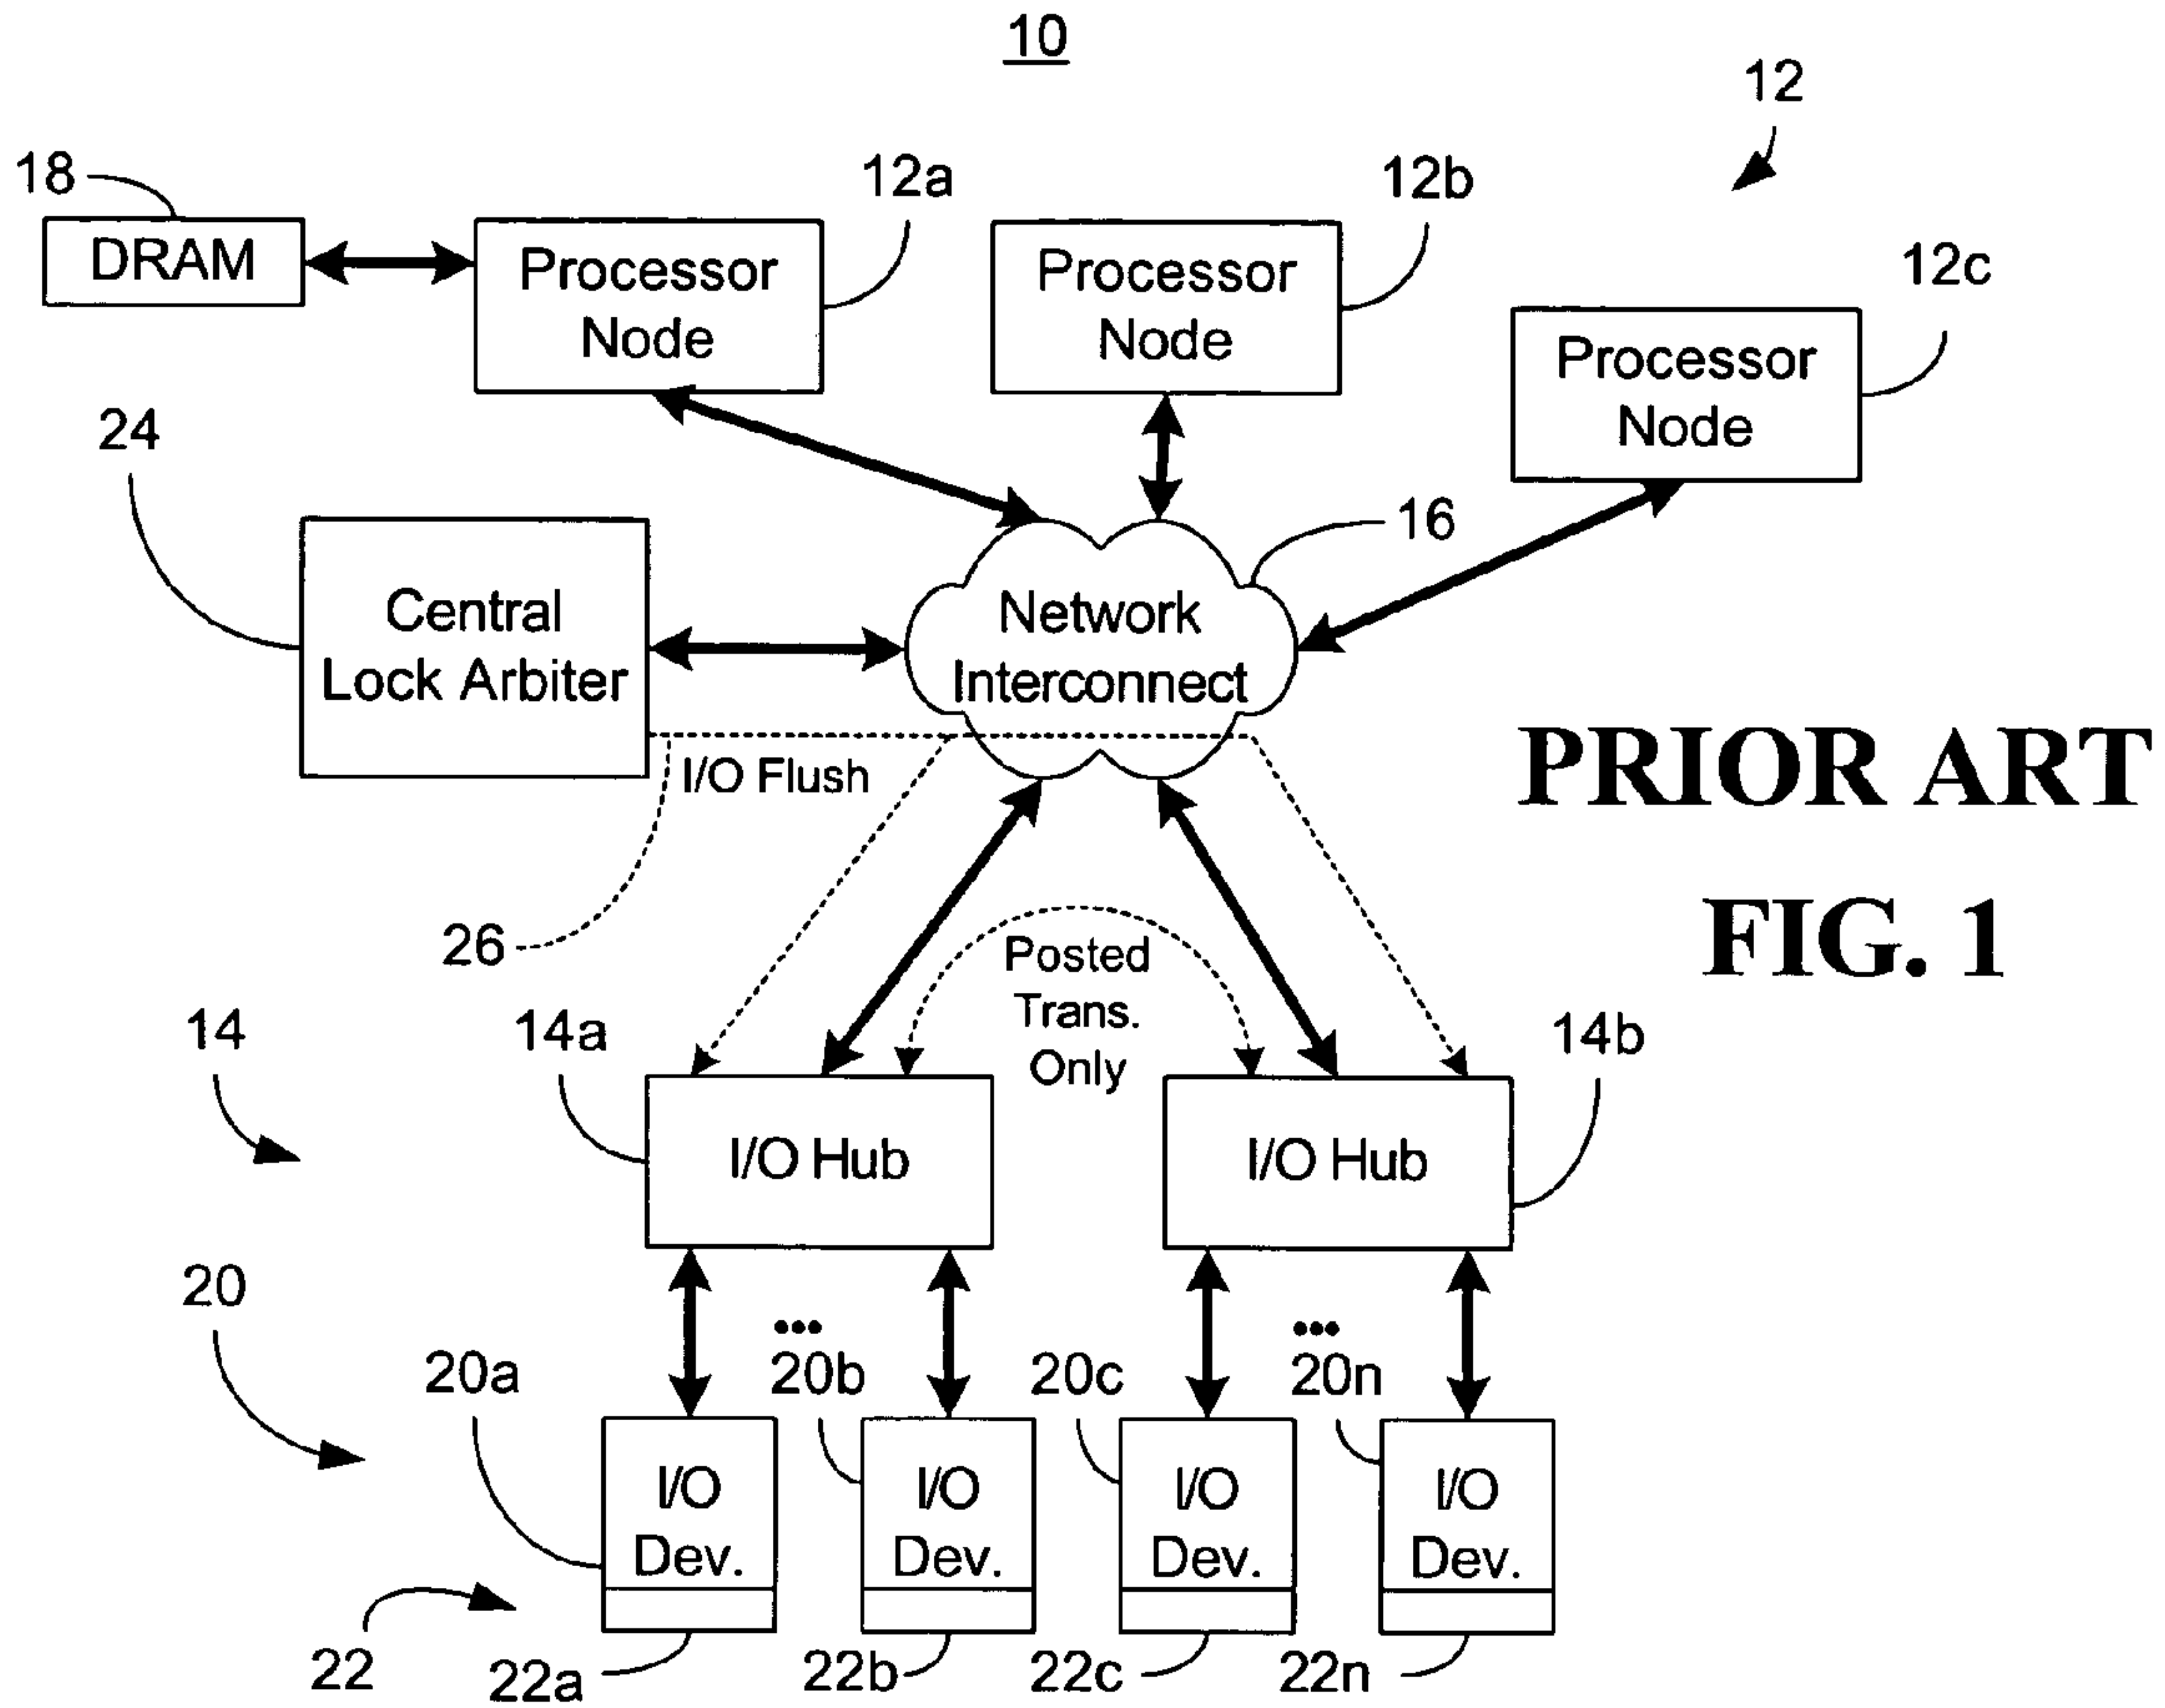 10
12
18
12a
12b
12c
DRAM
Processor
Node
Processor
Node
Processor
Node
24
16
Central
Lock Arbiter
Network
Interconnect
I/O Flush
PRIOR ART
FIG. 1
26
Posted
Trans.
Only
14
14a
14b
I/O Hub
I/O Hub
20
20a
•••
20b
20c
•••
20n
I/O
Dev.
I/O
Dev.
I/O
Dev.
I/O
Dev.
22
22a
22b
22c
22n